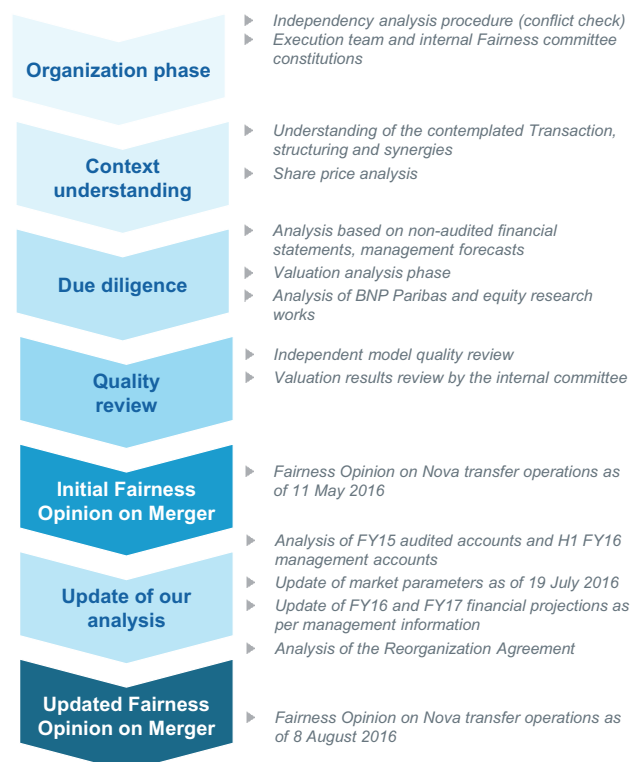 Organization phase
Independency analysis procedure (conflict check)
Execution team and internal Fairness committee
constitutions
Context
understanding
Understanding of the contemplated Transaction,
structuring and synergies
Share price analysis
Due diligence
Analysis based on non-audited financial
statements, management forecasts
Valuation analysis phase
Analysis of BNP Paribas and equity research
works
Quality
review
Independent model quality review
Valuation results review by the internal committee
Initial Fairness
Opinion on Merger
Fairness Opinion on Nova transfer operations as
of 11 May 2016
Update of our
analysis
Analysis of FY15 audited accounts and H1 FY16
management accounts
Update of market parameters as of 19 July 2016
Update of FY16 and FY17 financial projections as
per management information
Analysis of the Reorganization Agreement
Updated Fairness
Opinion on Merger
Fairness Opinion on Nova transfer operations as
of 8 August 2016